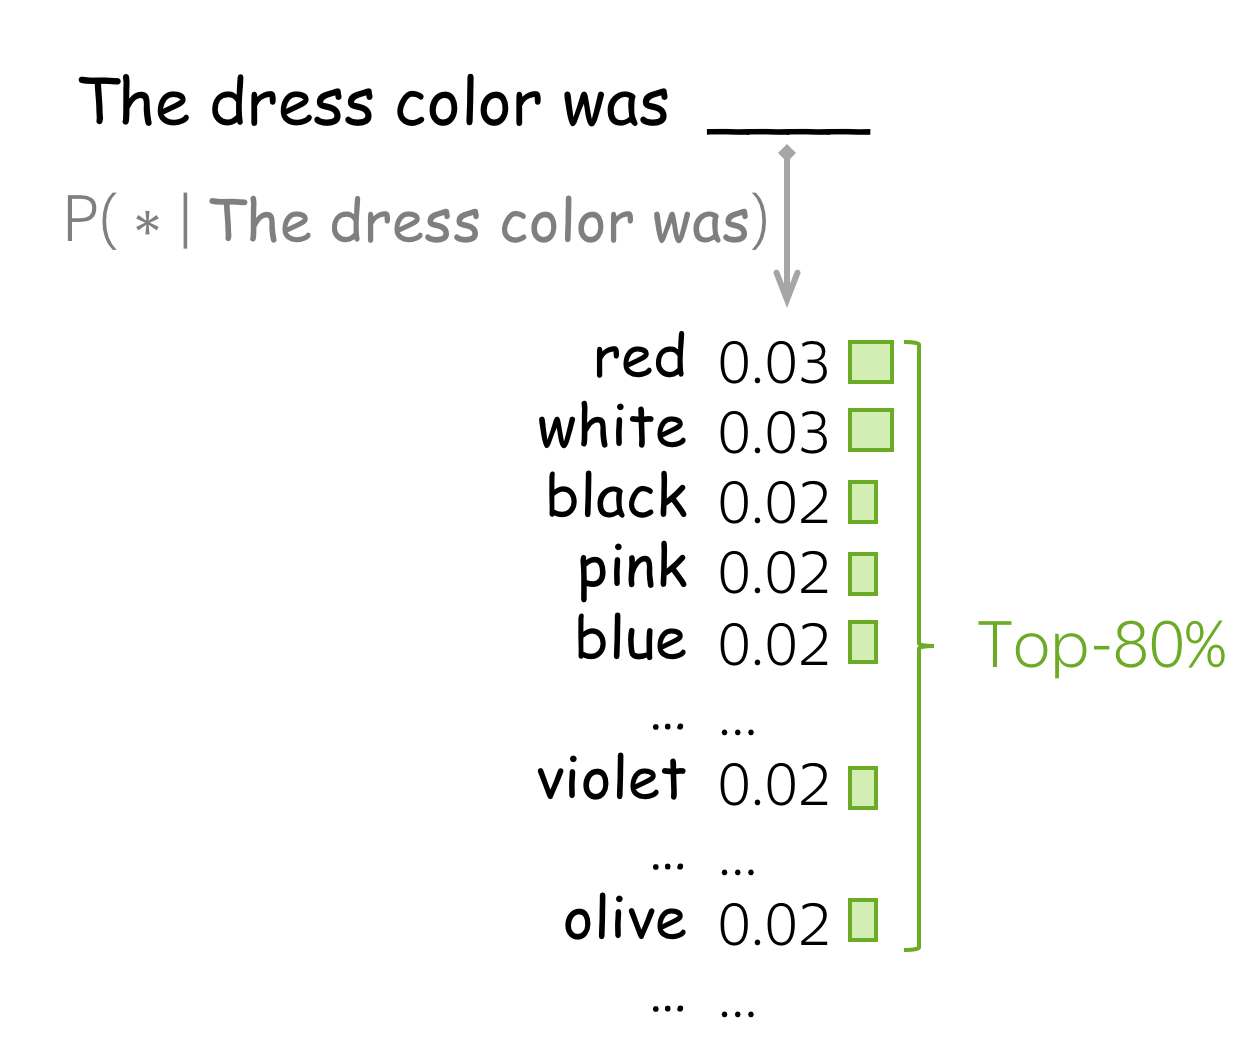 The dress color was ____
P( * | The dress color was)
red 0.03
white 0.03
black 0.02
pink 0.02
blue 0.02
... ...
Top-80%
violet 0.02
... ...
olive 0.02
... ...